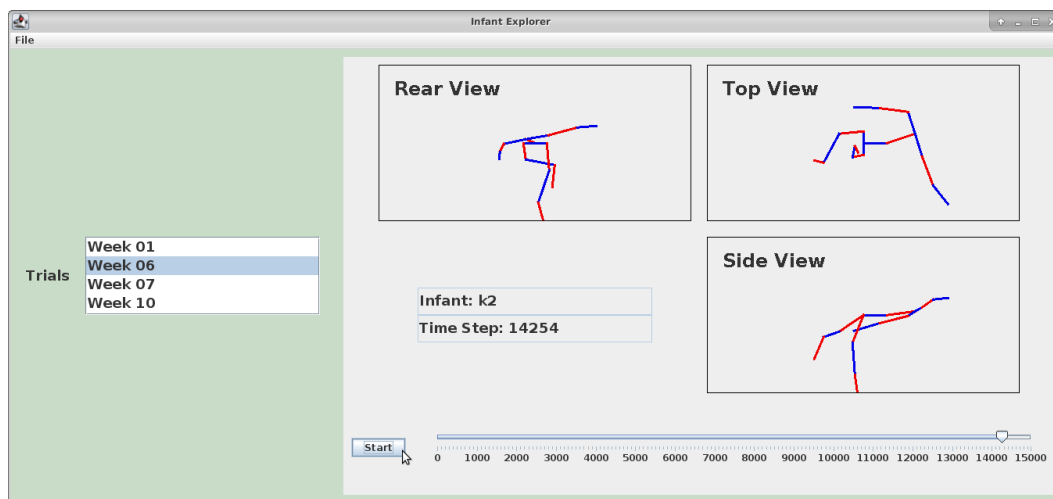 Infant Explorer
File
Rear View
Top View
Trials
Week 01
Week 06
Week 07
Week 10
Side View
Infant: k2
Time Step: 14254
Start
0 1000 2000 3000 4000 5000 6000 7000 8000 9000 10000 11000 12000 13000 14000 15000